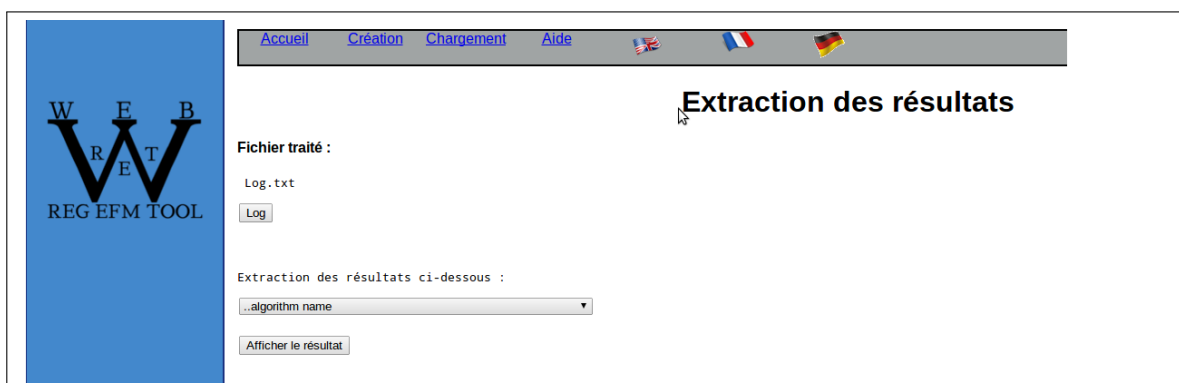 Accueil Création Chargement Aide
W E B
R E T
REG EFM TOOL
Extraction des résultats
Fichier traité :
Log.txt
Log
Extraction des résultats ci-dessous :
..algorithm name
Afficher le résultat